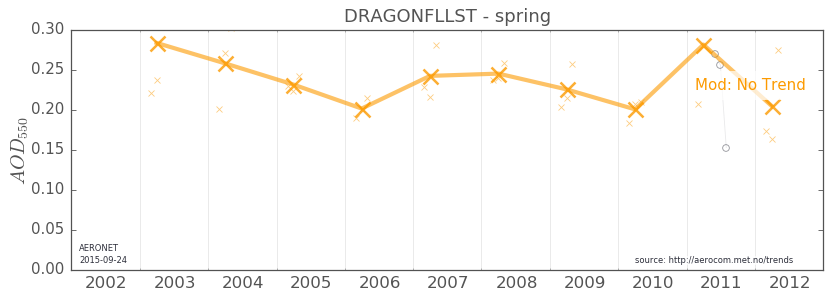 DRAGONFLLST - spring
0.30
0.25
0.20
0.15
0.10
0.05
0.00
AOD550
Mod: No Trend
AERONET
2015-09-24
source: http://aerocom.met.no/trends
2002 2003 2004 2005 2006 2007 2008 2009 2010 2011 2012